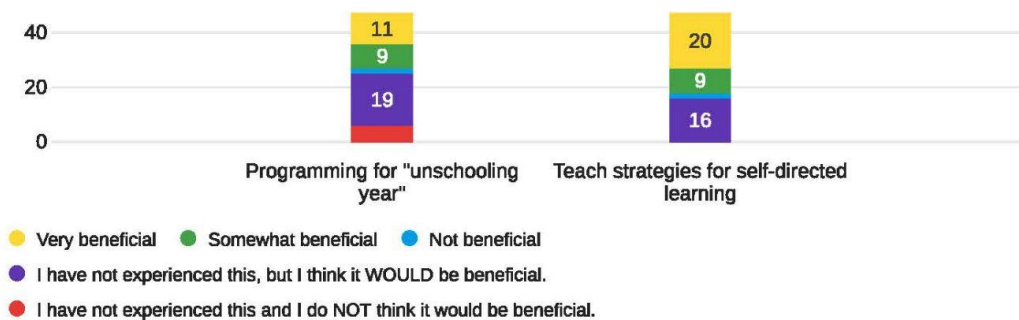 40
11
20
9
9
20
19
16
0
Programming for "unschooling year"
Teach strategies for self-directed learning
Very beneficial
Somewhat beneficial
Not beneficial
I have not experienced this, but I think it WOULD be beneficial.
I have not experienced this and I do NOT think it would be beneficial.